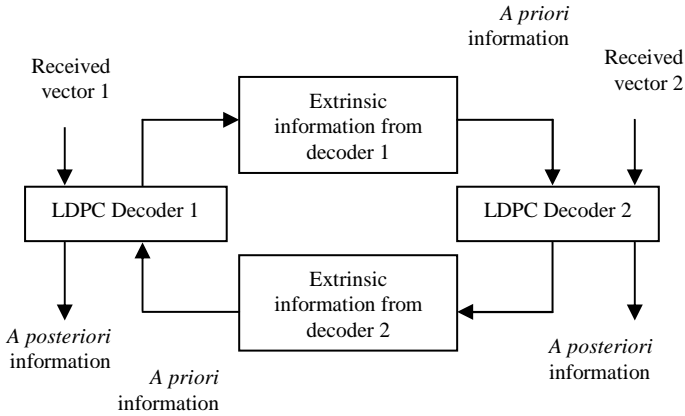 A priori
information
Received
vector 1
Received
vector 2
Extrinsic
information from
decoder 1
LDPC Decoder 1
LDPC Decoder 2
Extrinsic
information from
decoder 2
A posteriori
information
A posteriori
information
A priori
information